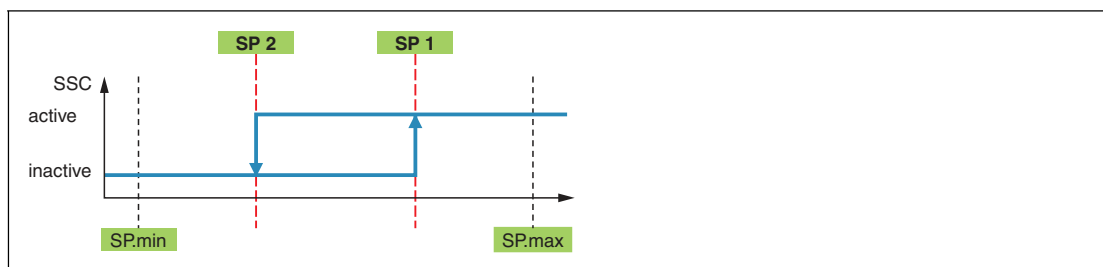 SP 2 SP 1
SSC
active
inactive
SP.min SP.max